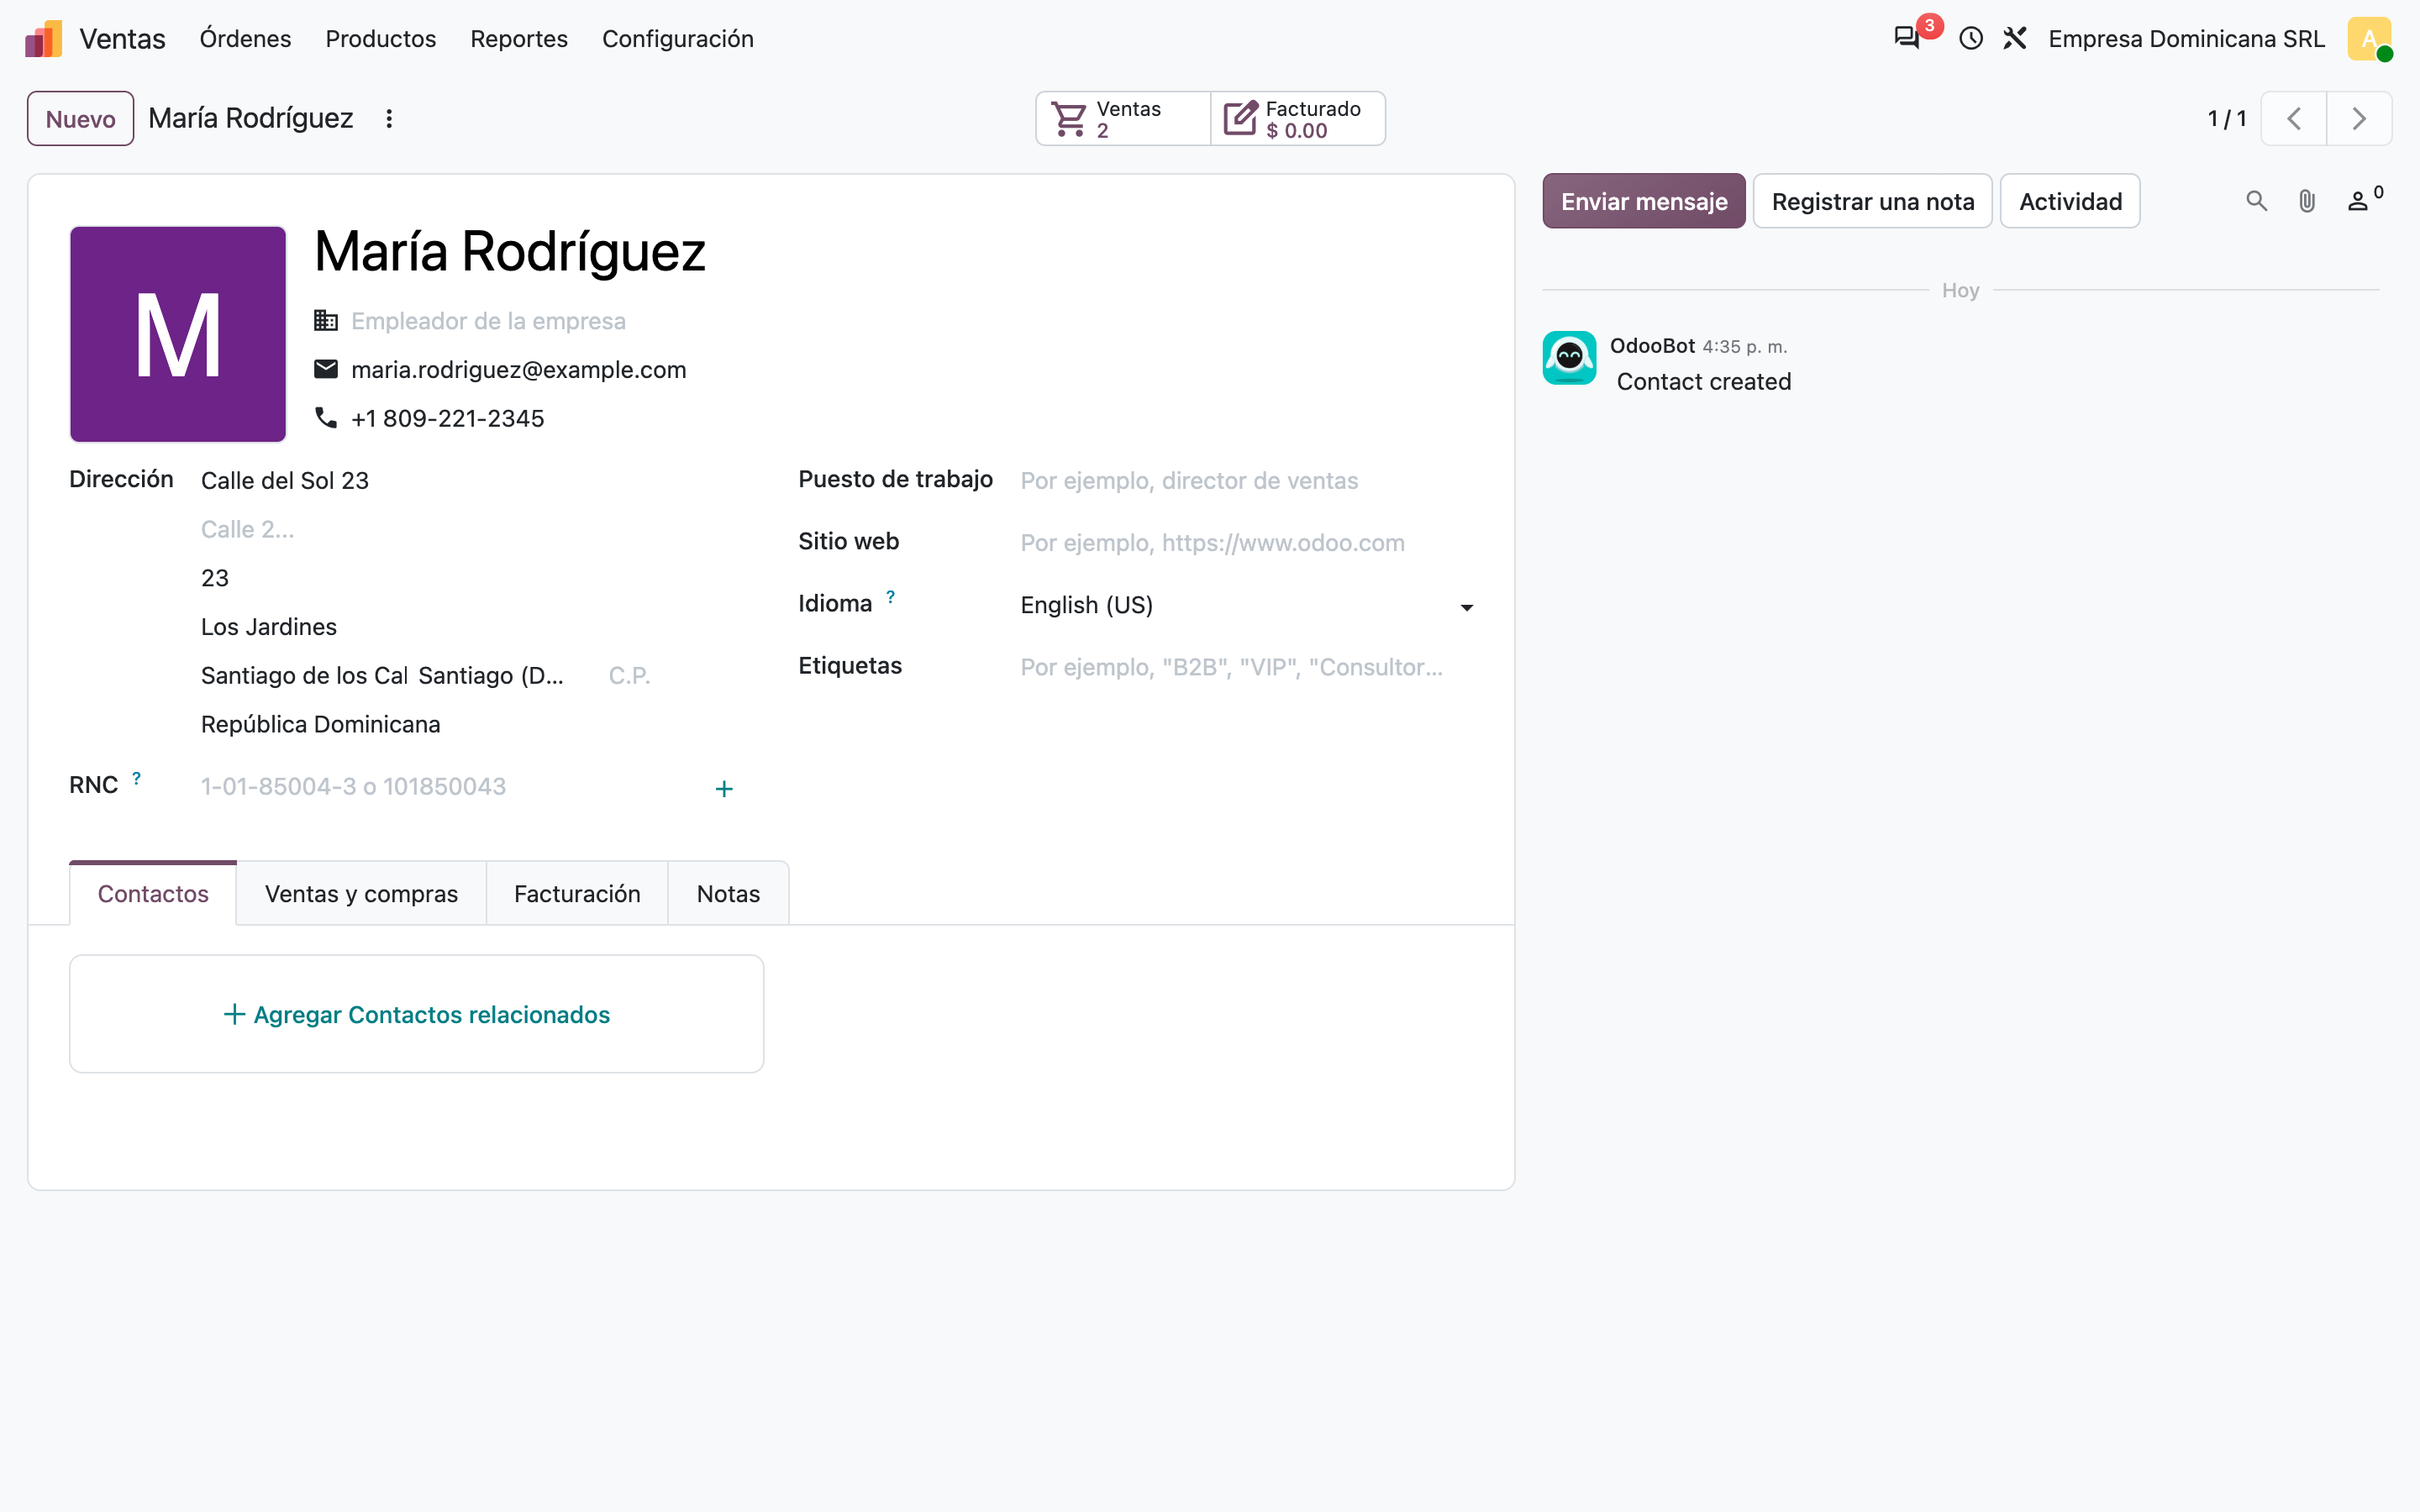 Ventas Órdenes Productos Reportes Configuración 3 Empresa Dominicana SRL A
Nuevo María Rodríguez Ventas 2 Facturado $ 0.00 1 / 1
Enviar mensaje Registrar una nota Actividad 0
M
María Rodríguez
Empleador de la empresa
maria.rodriguez@example.com
+1 809-221-2345
Hoy
OdooBot 4:35 p. m.
Contact created
Dirección Calle del Sol 23
Calle 2...
23
Los Jardines
Santiago de los Cal Santiago (D... C.P.
República Dominicana
RNC ? 1-01-85004-3 o 101850043 +
Puesto de trabajo Por ejemplo, director de ventas
Sitio web Por ejemplo, https://www.odoo.com
Idioma ? English (US)
Etiquetas Por ejemplo, "B2B", "VIP", "Consultor...
Contactos Ventas y compras Facturación Notas
+ Agregar Contactos relacionados